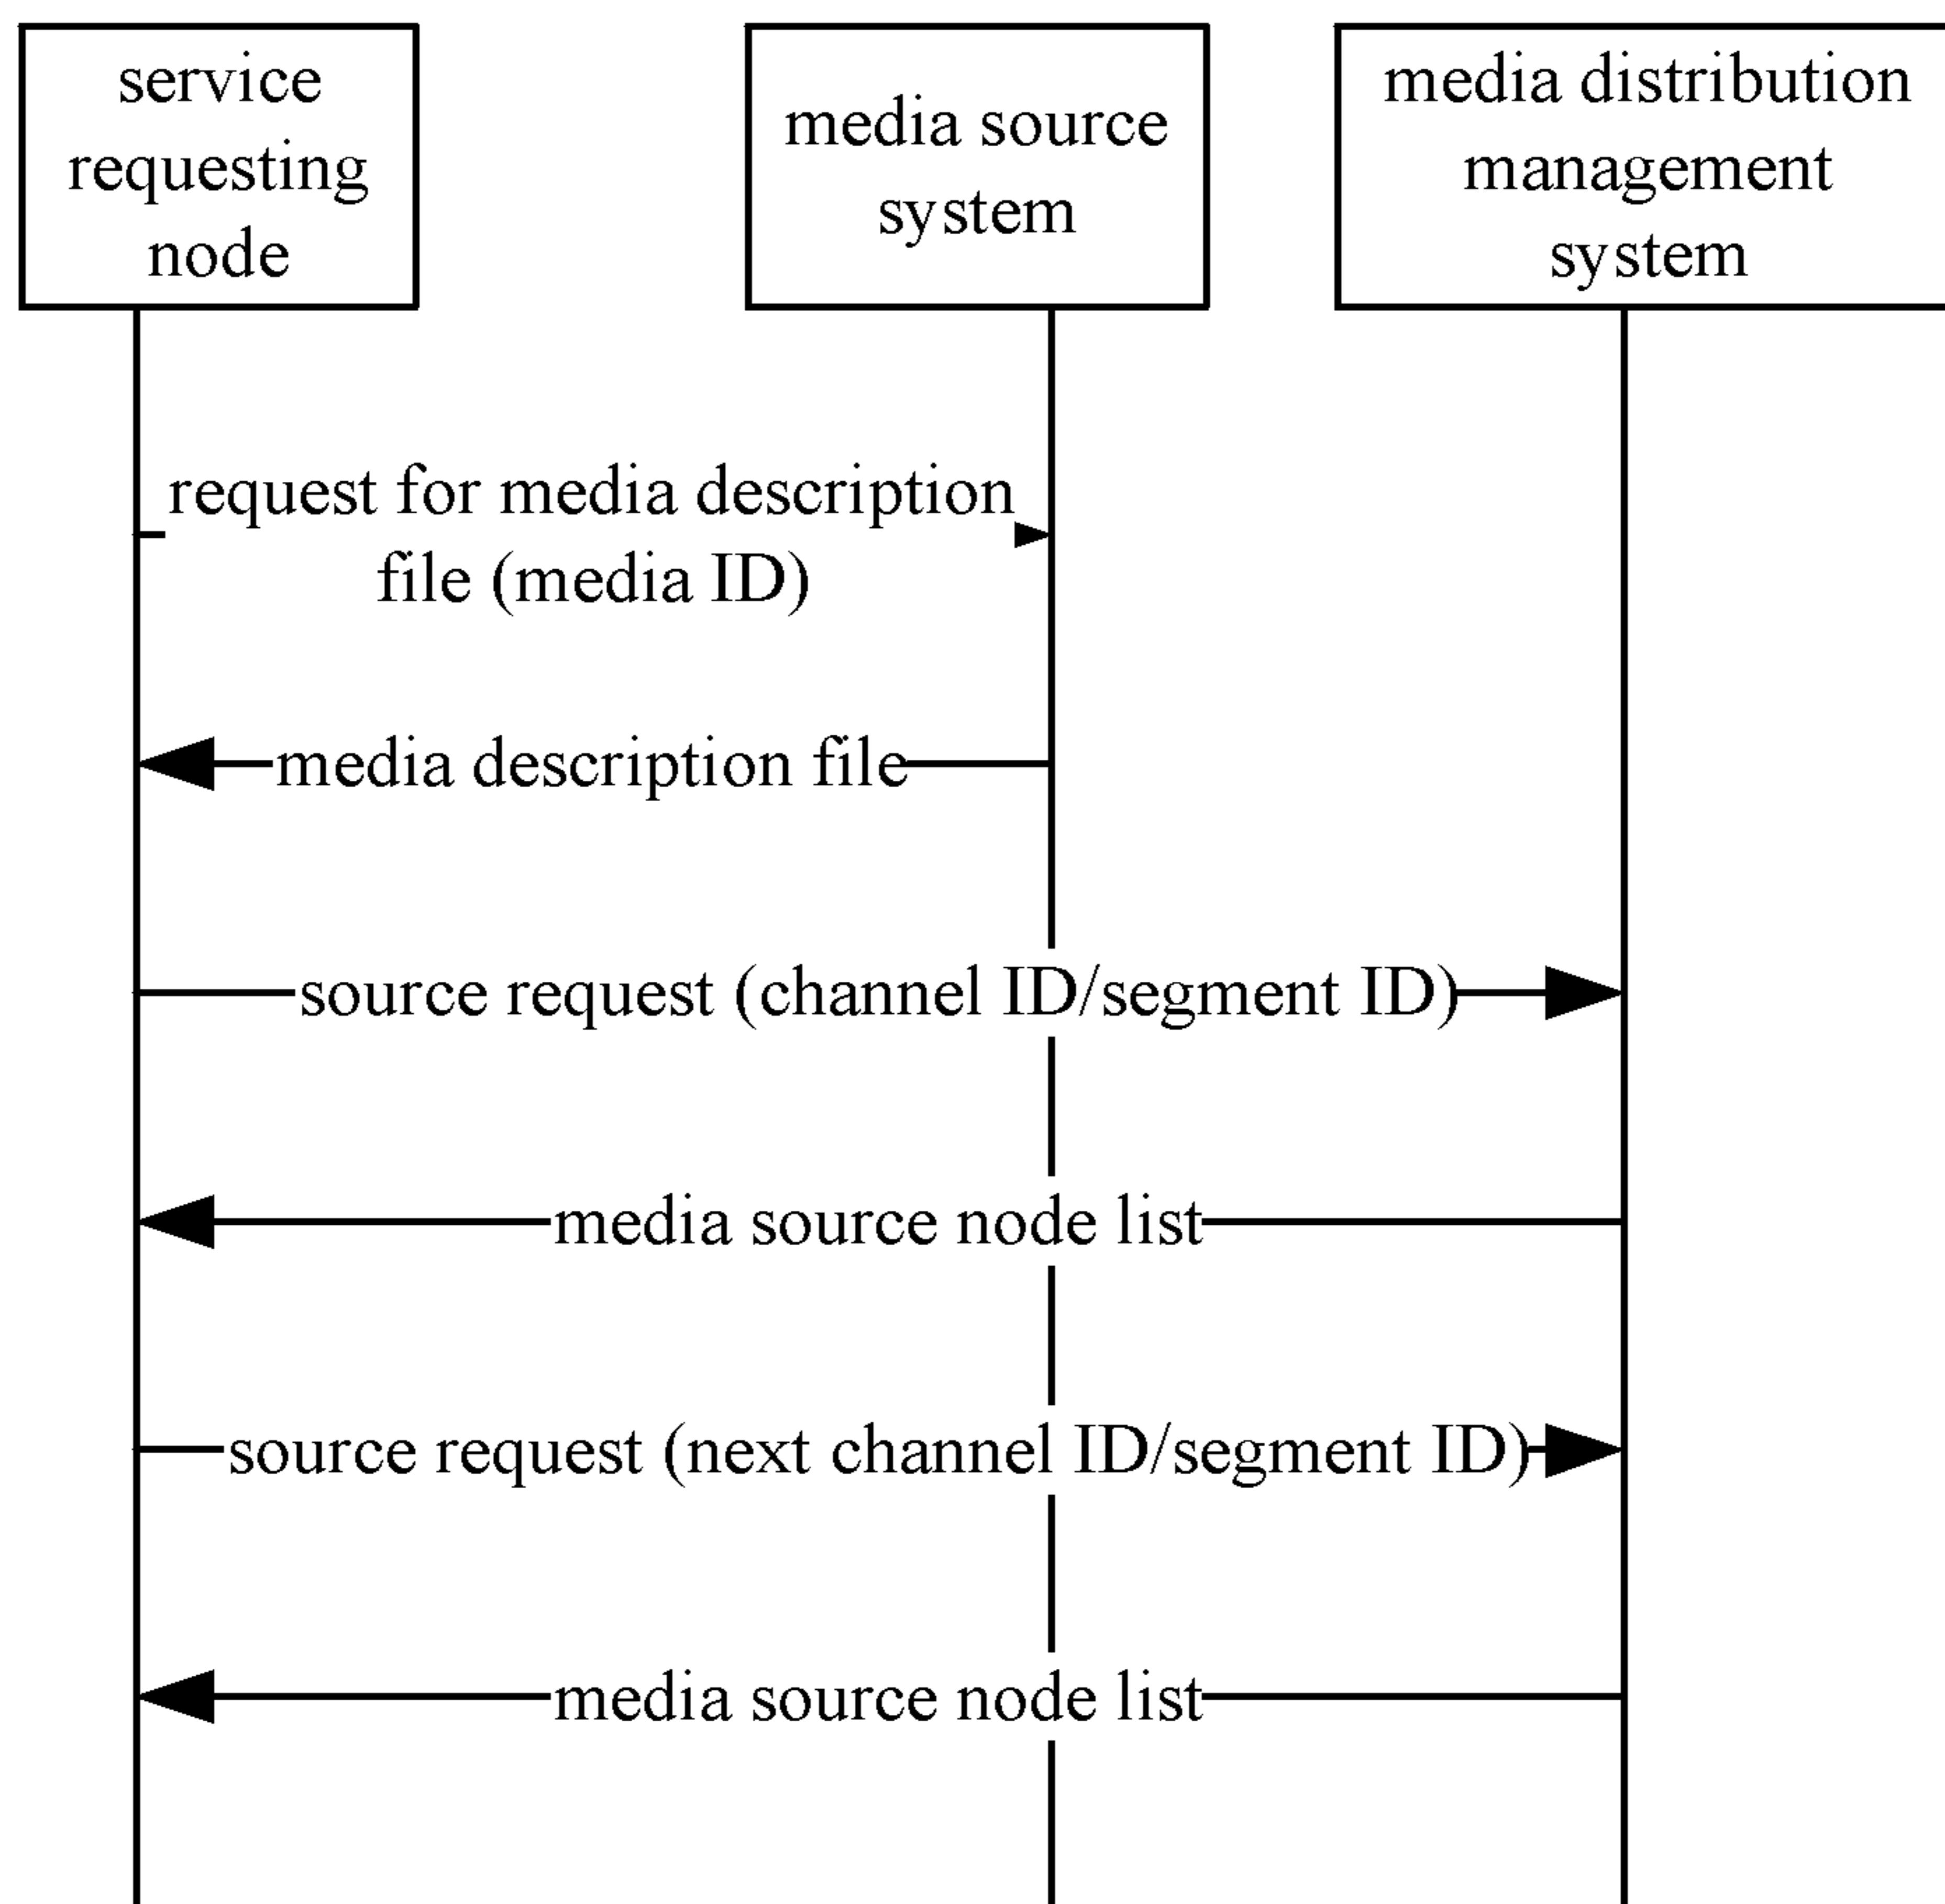 service
requesting
node
media source
system
media distribution
management
system
request for media description
file (media ID)
media description file
source request (channel ID/segment ID)
media source node list
source request (next channel ID/segment ID)
media source node list